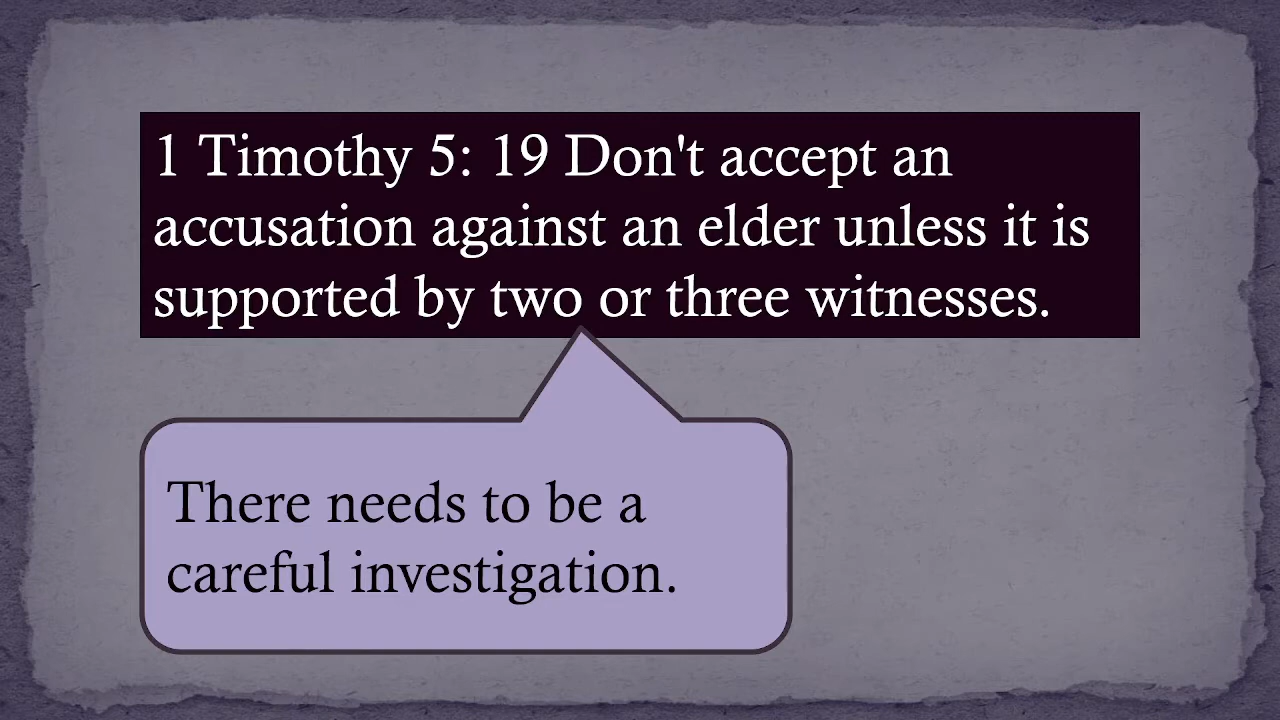 1 Timothy 5: 19 Don't accept an
accusation against an elder unless it is
supported by two or three witnesses.
There needs to be a
careful investigation.